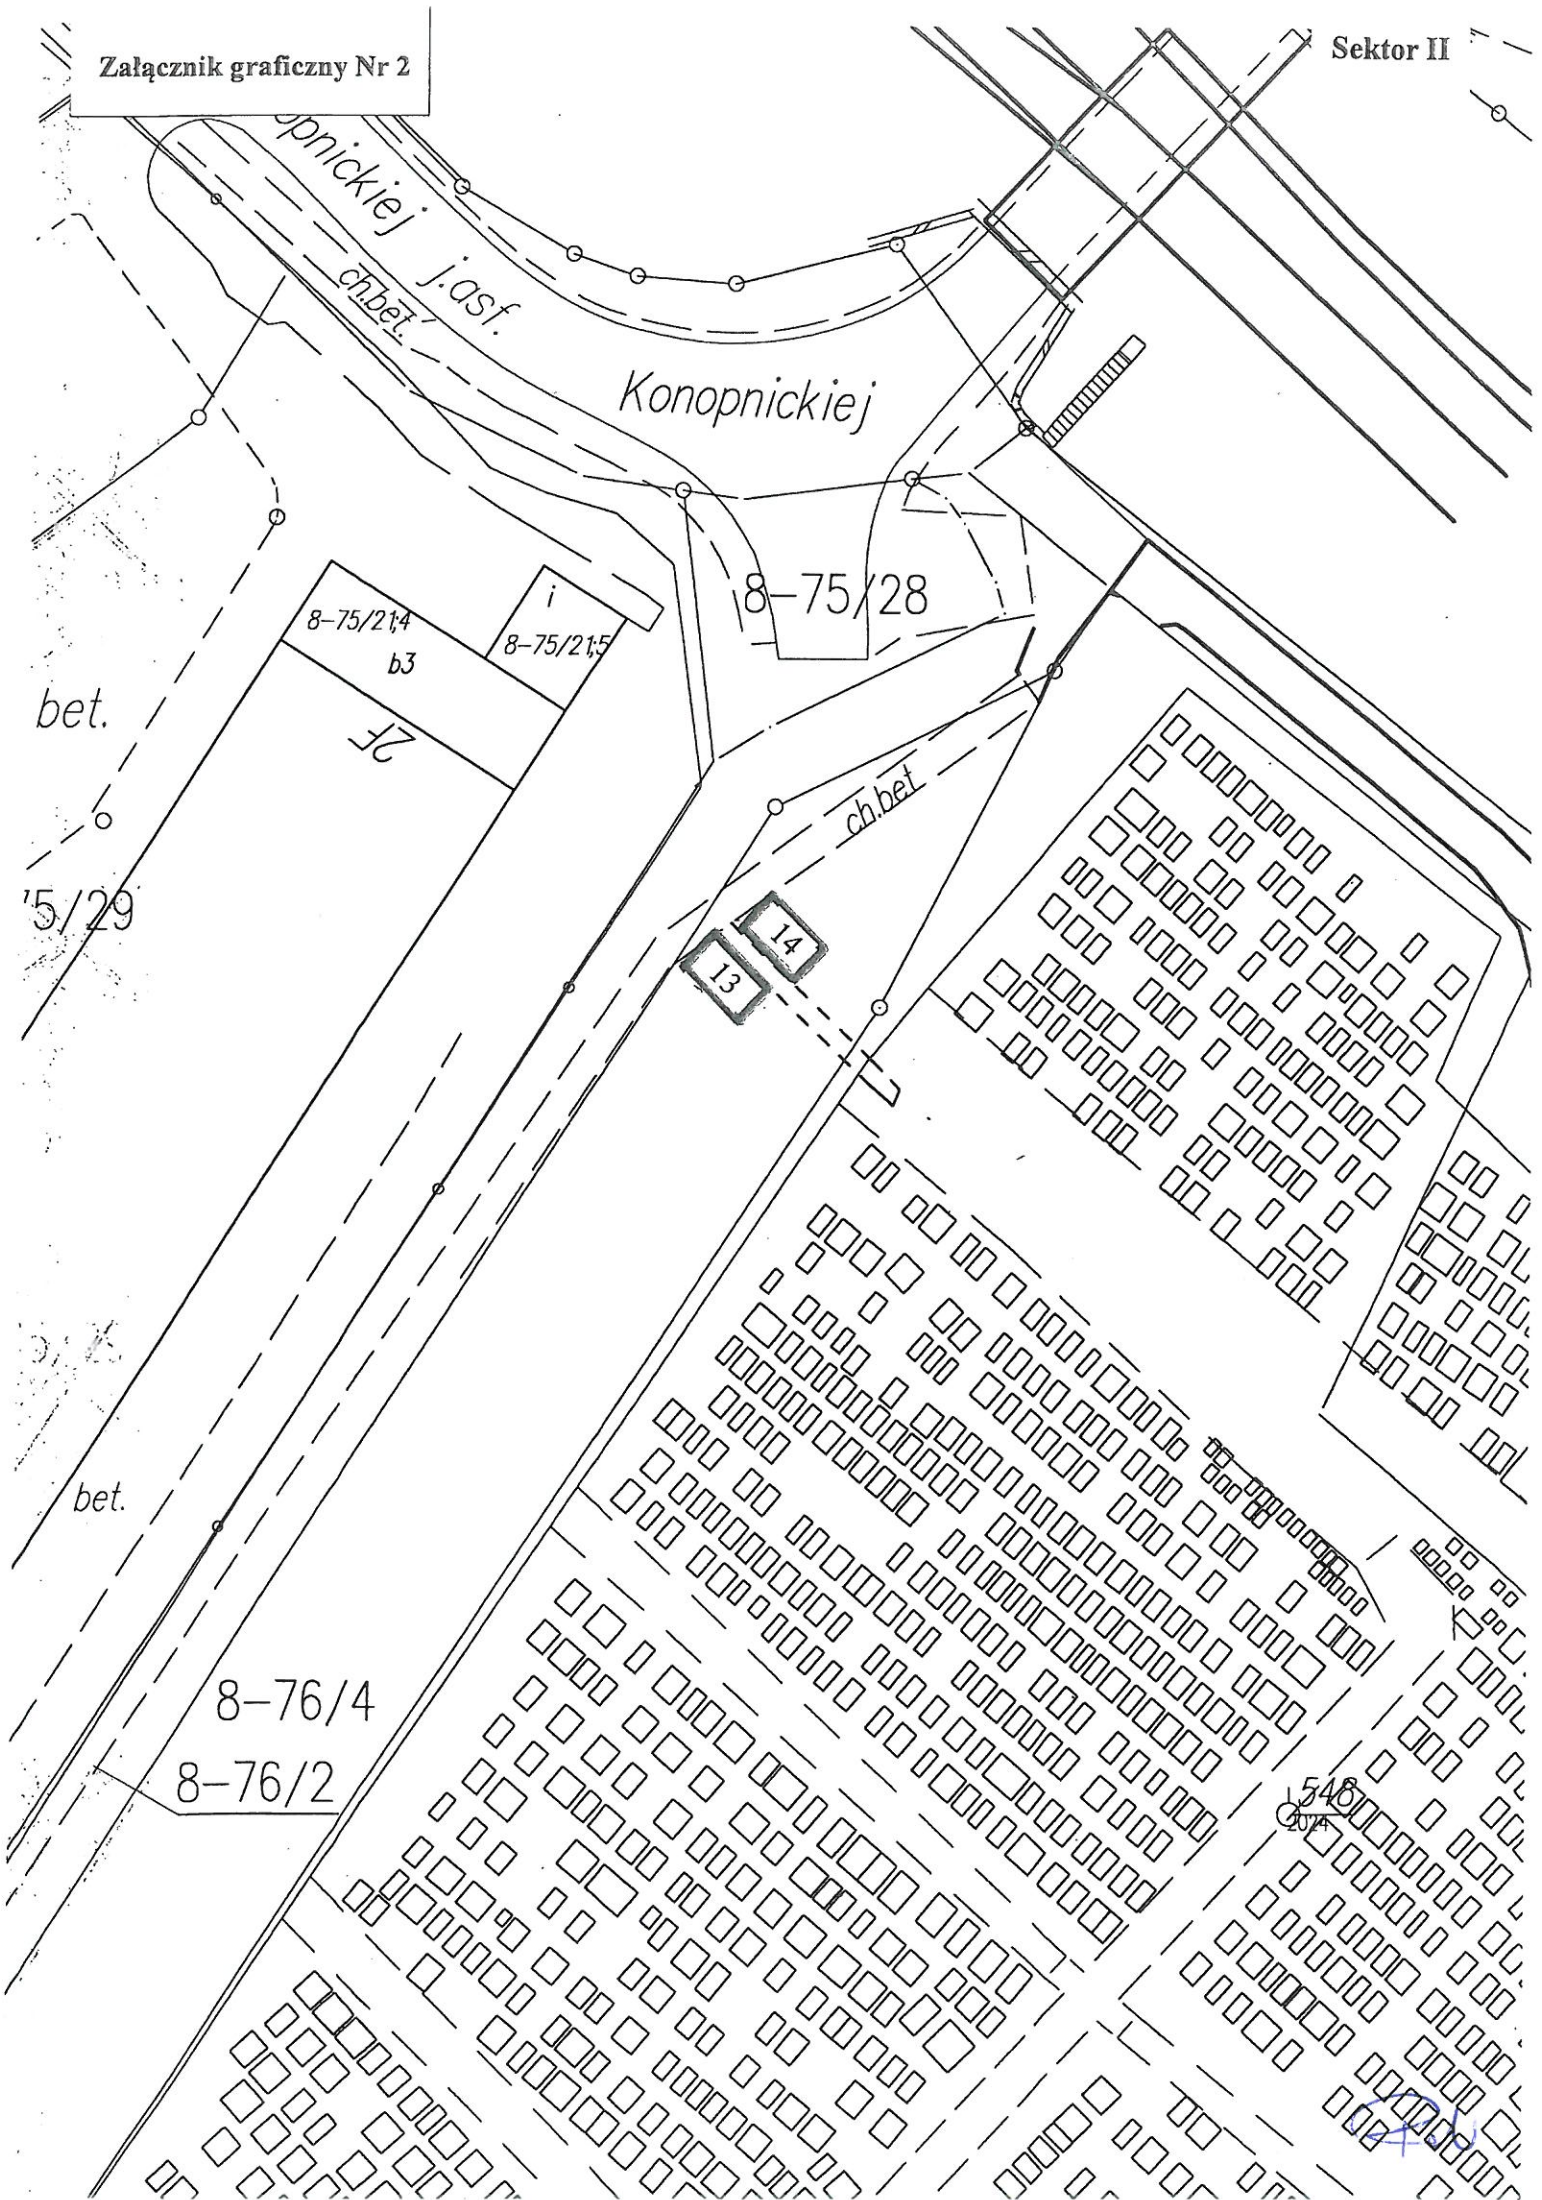 Załącznik graficzny Nr 2
Sektor II
opnickiej
j.asf.
ch.bet.
Konopnickiej
8-75/28
i
8-75/21;4
8-75/21;5
b3
bet.
2F
ch.bet
5/29
14
13
bet.
8-76/4
8-76/2
548
2024
K